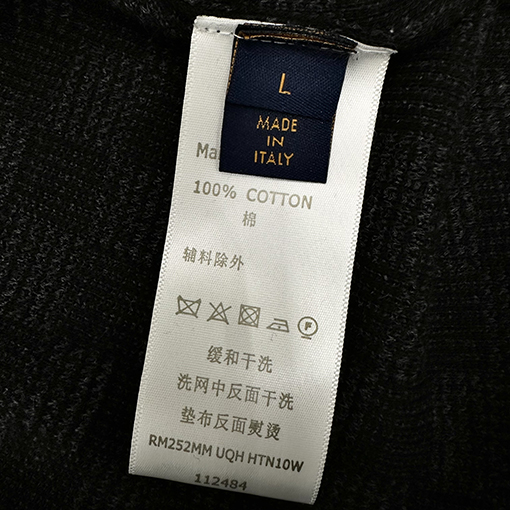 L
MADE
IN
ITALY
Ma
100% COTTON
棉
辅料除外
F
缓和干洗
洗网中反面干洗
垫布反面熨烫
RM252MM UQH HTN10W
112484